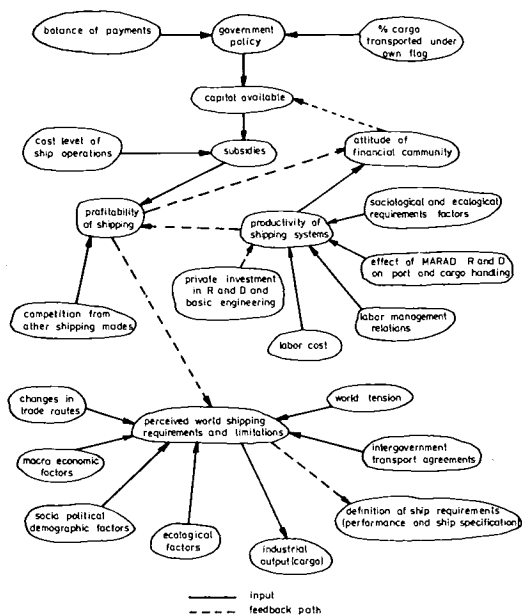 balance of payments
government
policy
% cargo
transported under
own flag
capital available
cost level of
ship operations
subsidies
attitude of
financial community
profitability
of shipping
productivity of
shipping systems
sociological and ecological
requirements factors
effect of MARAD R and D
on port and cargo handling
private investment
in R and D and
basic engineering
labor management
relations
competition from
other shipping modes
labor cost
changes in
trade routes
perceived world shipping
requirements and limitations
world tension
macro economic
factors
intergovernment
transport agreements
socio political
demographic factors
ecological
factors
industrial
output (cargo)
definition of ship requirements
(performance and ship specification)
input
feedback path